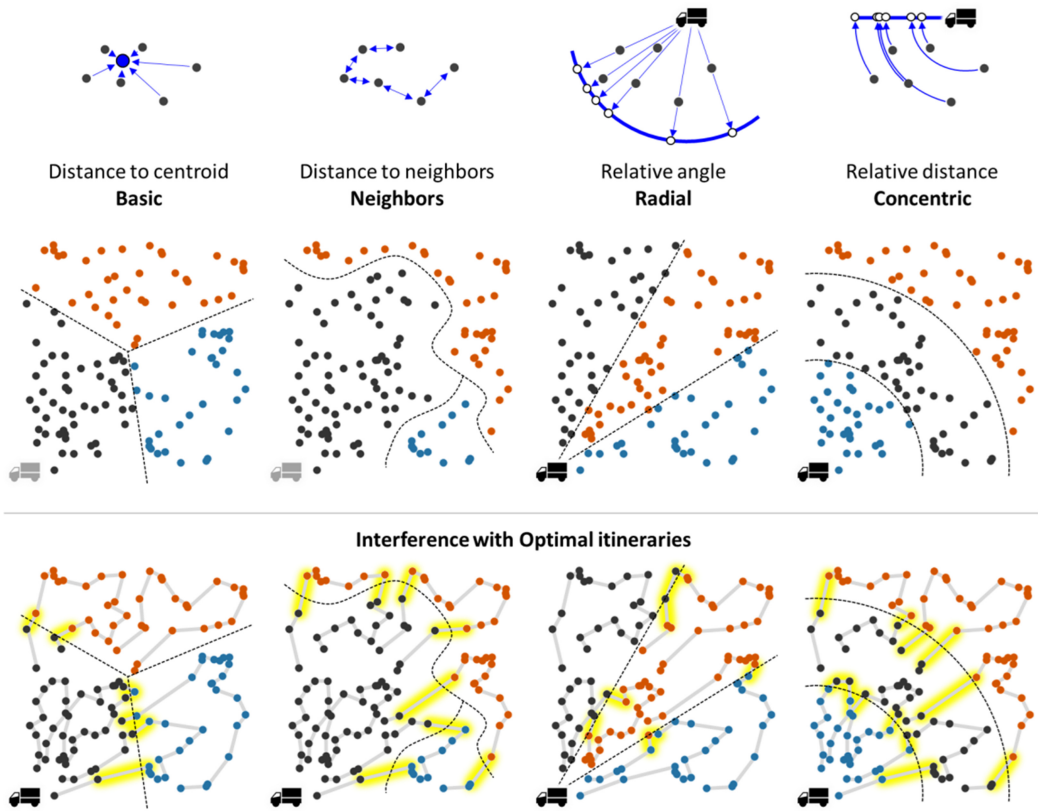 Distance to centroid
Basic
Distance to neighbors
Neighbors
Relative angle
Radial
Relative distance
Concentric
Interference with Optimal itineraries